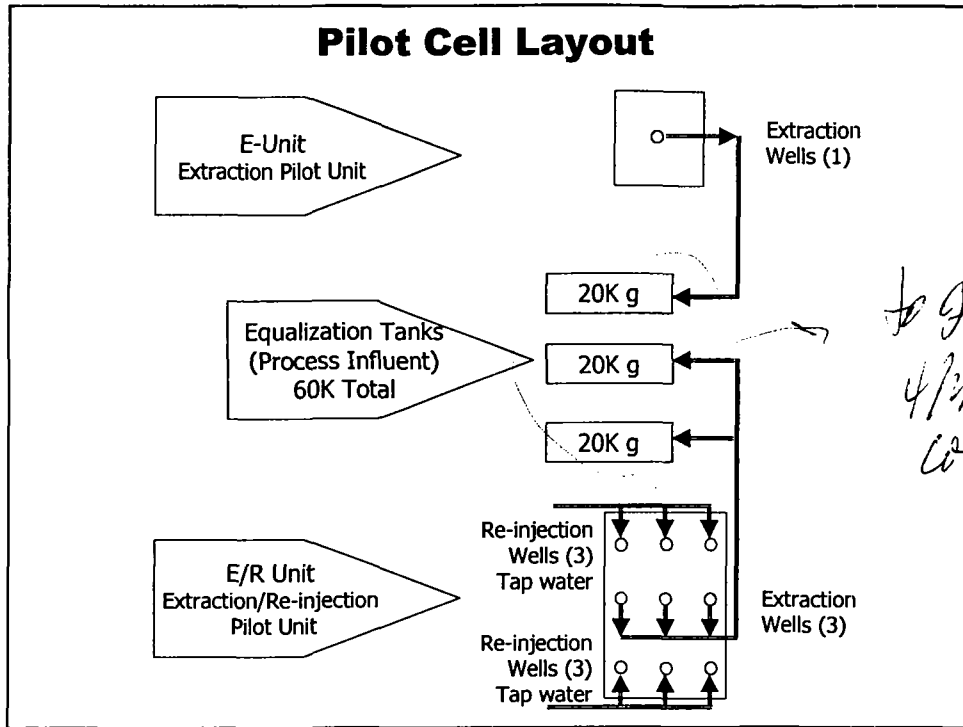 Pilot Cell Layout
E-Unit
Extraction Pilot Unit
Extraction
Wells (1)
20K g
Equalization Tanks
(Process Influent)
60K Total
20K g
20K g
to
Re-injection
Wells (3)
Tap water
E/R Unit
Extraction/Re-injection
Pilot Unit
Extraction
Wells (3)
Re-injection
Wells (3)
Tap water